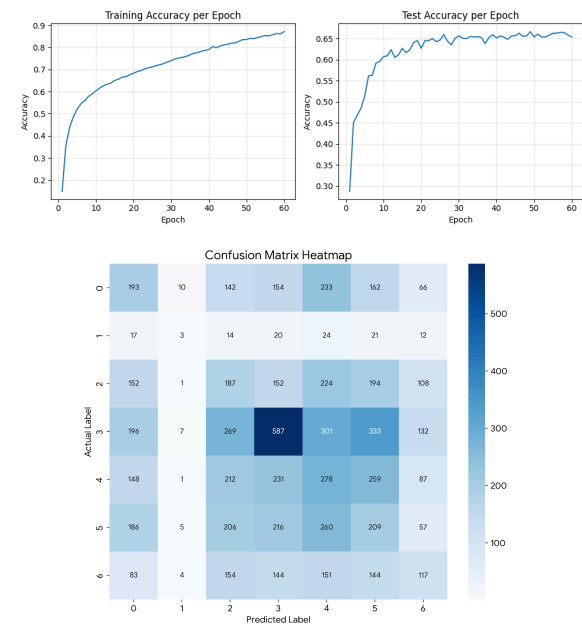 Training Accuracy per Epoch
0.9
0.8
0.7
0.6
0.5
0.4
0.3
0.2
Accuracy
0 10 20 30 40 50 60
Epoch
Test Accuracy per Epoch
0.65
0.60
0.55
0.50
0.45
0.40
0.35
0.30
Accuracy
0 10 20 30 40 50 60
Epoch
Confusion Matrix Heatmap
Actual Label
0 193 10 142 154 233 162 66
1 17 3 14 20 24 21 12
2 152 1 187 152 224 194 108
3 196 7 269 587 301 333 132
4 148 1 212 231 278 259 87
5 186 5 206 216 260 209 57
6 83 4 154 144 151 144 117
0 1 2 3 4 5 6
Predicted Label
500
400
300
200
100